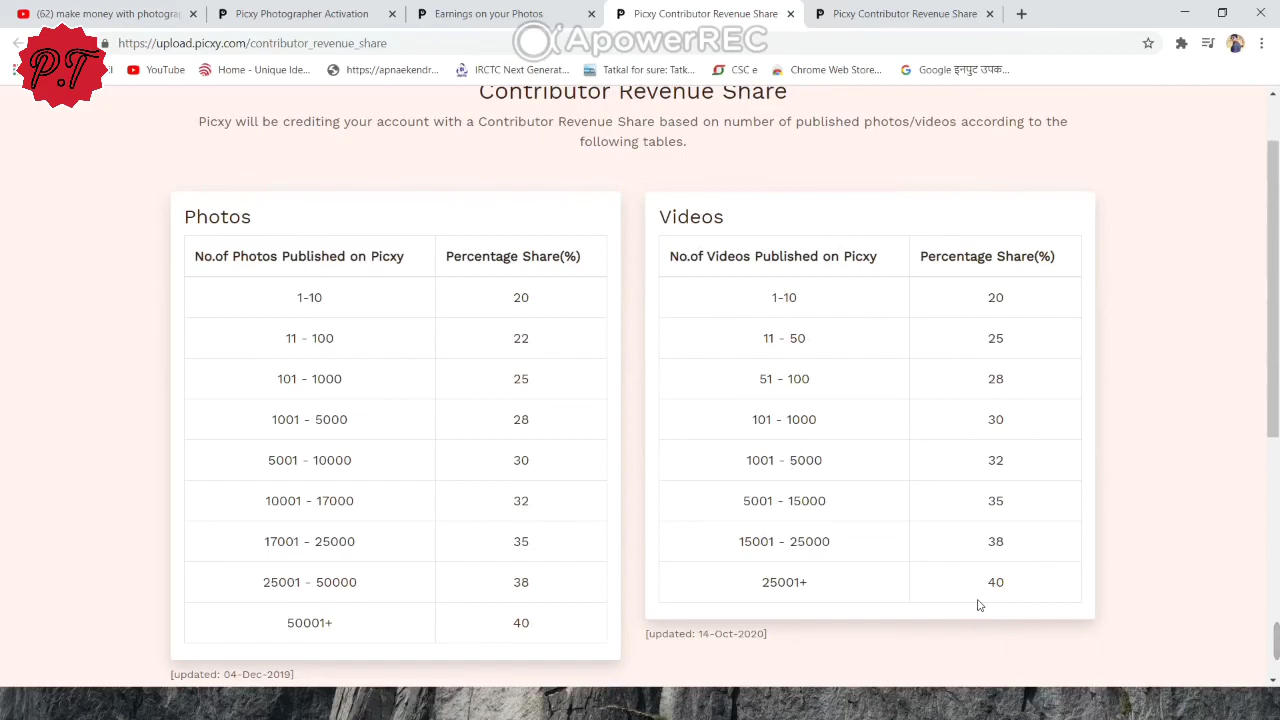 (62) make money with photograp
Picxy Photographer Activation
Earnings on your Photos
Picxy Contributor Revenue Share
Picxy Contributor Revenue Share
ApowerREC
https://upload.picxy.com/contributor_revenue_share
P.T
YouTube
Home - Unique Ide...
https://apnaekendr...
IRCTC Next Generat...
Tatkal for sure: Tatk...
CSC e
Chrome Web Store...
Google इनपुट उपक...
Contributor Revenue Share
Picxy will be crediting your account with a Contributor Revenue Share based on number of published photos/videos according to the
following tables.
Photos
No.of Photos Published on Picxy Percentage Share(%)
1-10 20
11 - 100 22
101 - 1000 25
1001 - 5000 28
5001 - 10000 30
10001 - 17000 32
17001 - 25000 35
25001 - 50000 38
50001+ 40
[updated: 04-Dec-2019]
Videos
No.of Videos Published on Picxy Percentage Share(%)
1-10 20
11 - 50 25
51 - 100 28
101 - 1000 30
1001 - 5000 32
5001 - 15000 35
15001 - 25000 38
25001+ 40
[updated: 14-Oct-2020]